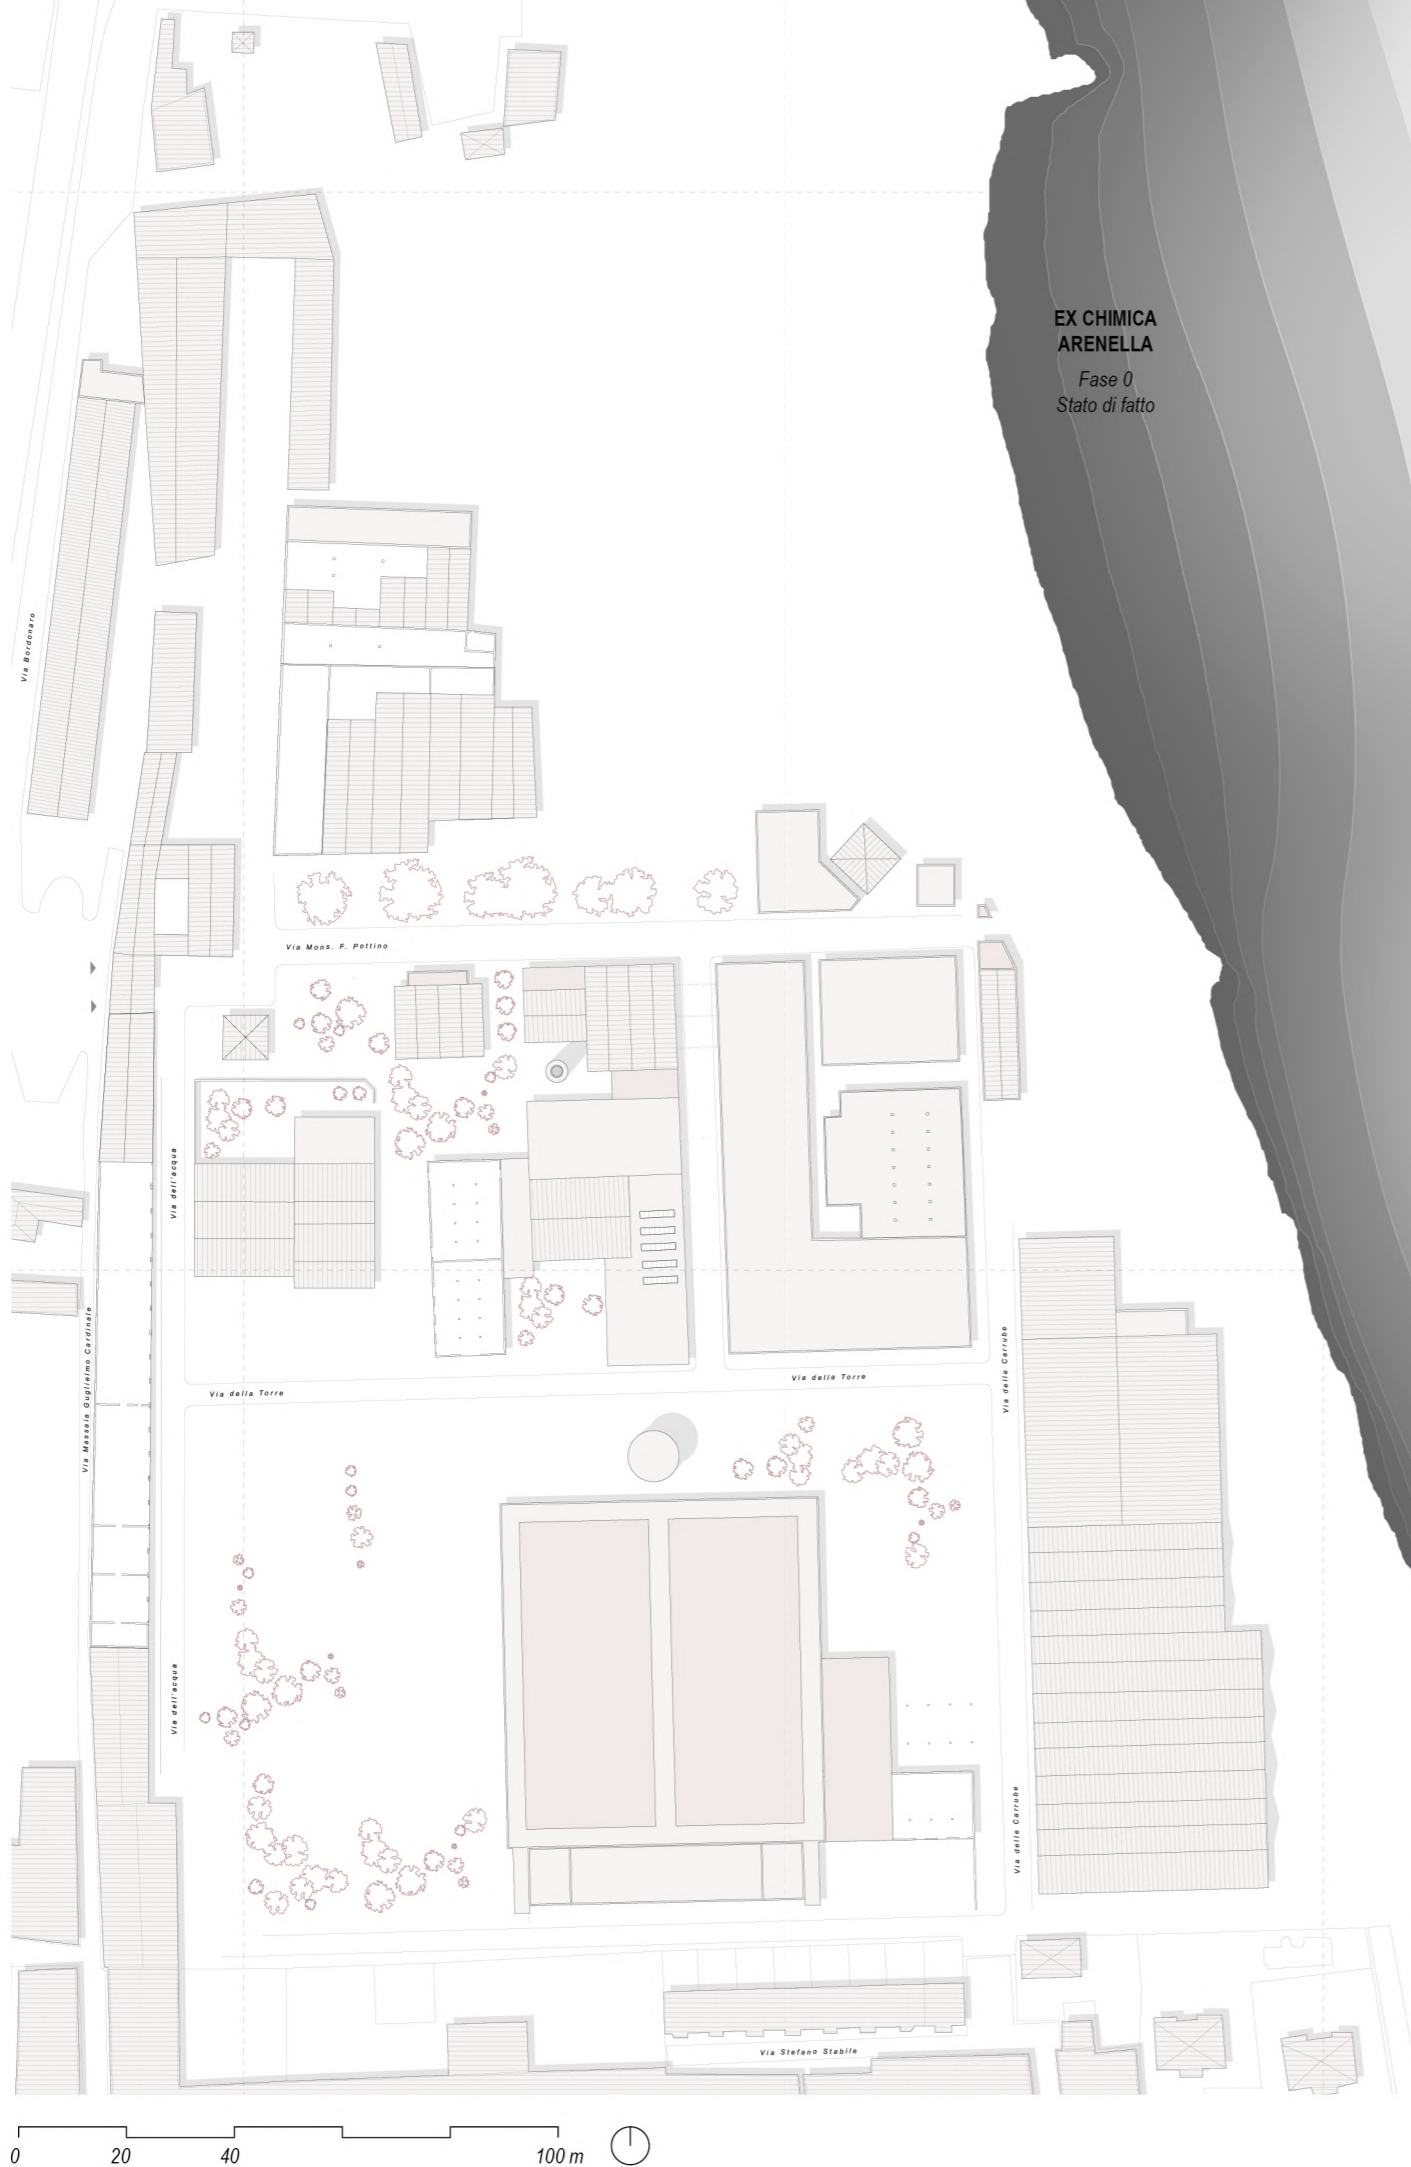 EX CHIMICA
ARENELLA
Fase 0
Stato di fatto
Via Bordonaro
Via Mons. F. Pottino
Via dell'acqua
Via Massaia Guglielmo Cardinale
Via delle Carrube
Via della Torre
Via della Torre
Via dell'acqua
Via delle Carrube
Via Stefano Stabile
0
20
40
100 m